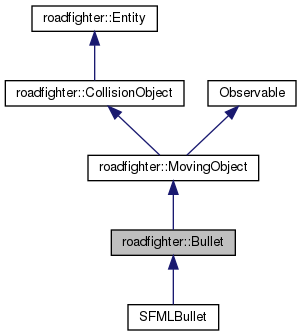 roadfighter::Entity
roadfighter::CollisionObject
Observable
roadfighter::MovingObject
roadfighter::Bullet
SFMLBullet